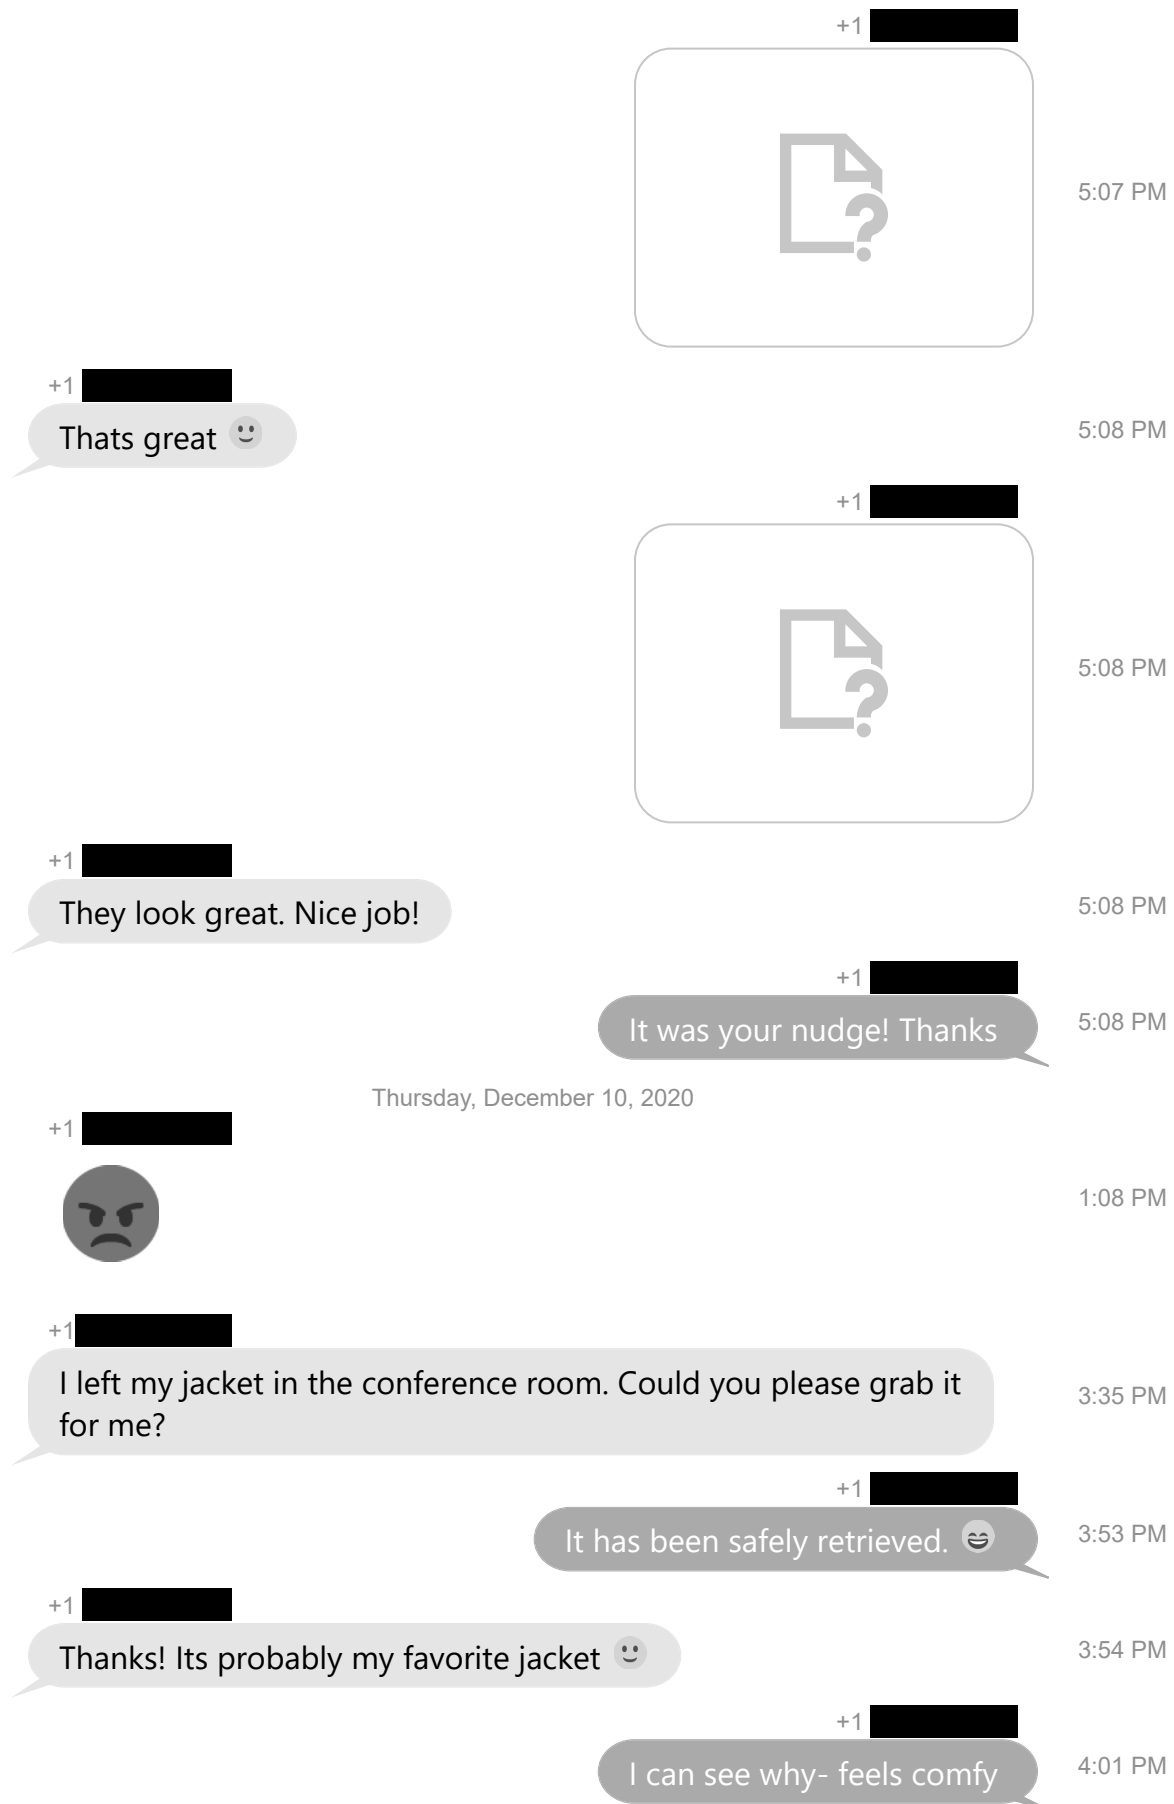 +1
5:07 PM
+1
Thats great 🙂
5:08 PM
+1
5:08 PM
+1
They look great. Nice job!
5:08 PM
+1
It was your nudge! Thanks
5:08 PM
Thursday, December 10, 2020
+1
😡
1:08 PM
+1
I left my jacket in the conference room. Could you please grab it
for me?
3:35 PM
+1
It has been safely retrieved. 😄
3:53 PM
+1
Thanks! Its probably my favorite jacket 🙂
3:54 PM
+1
I can see why- feels comfy
4:01 PM